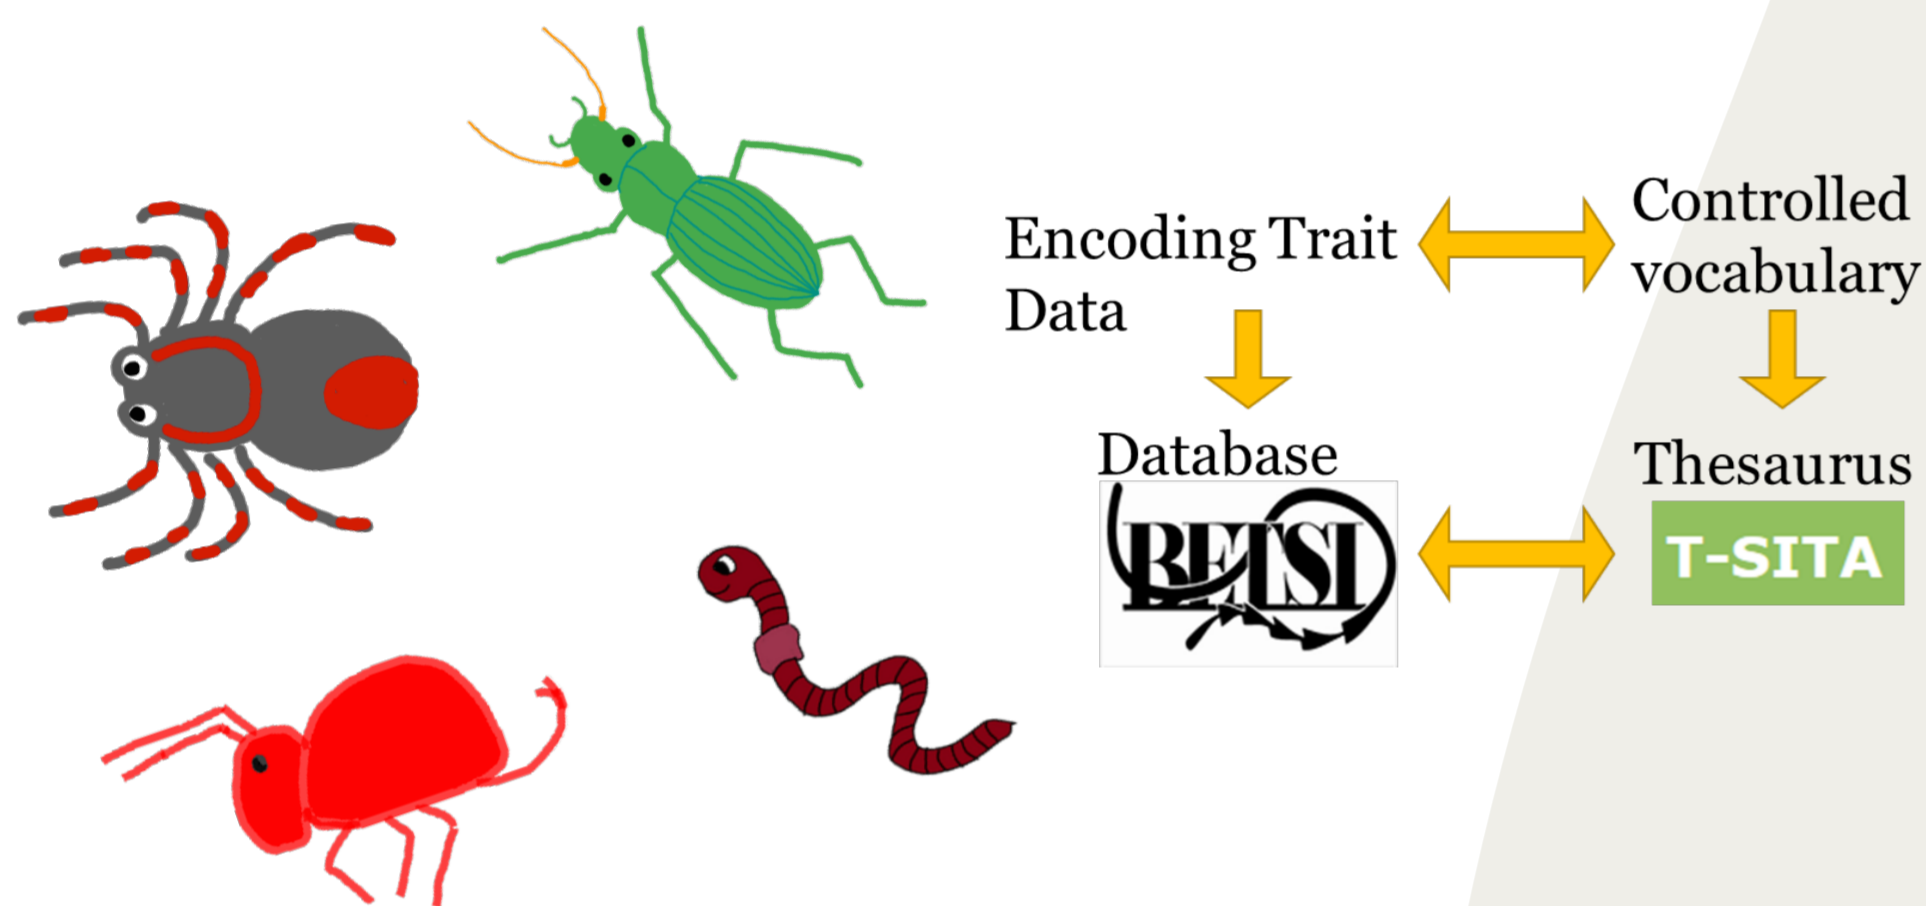 Encoding Trait
Data
Controlled
vocabulary
Database
BETSI
Thesaurus
T-SITA